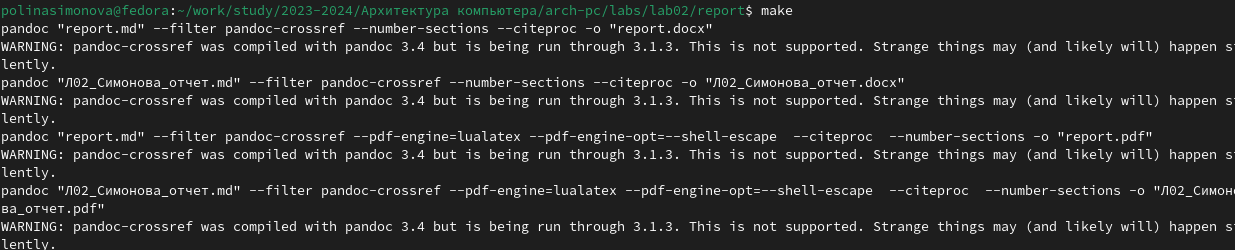 polinasimonova@fedora:~/work/study/2023-2024/Архитектура компьютера/arch-pc/labs/lab02/report$ make
pandoc "report.md" --filter pandoc-crossref --number-sections --citeproc -o "report.docx"
WARNING: pandoc-crossref was compiled with pandoc 3.4 but is being run through 3.1.3. This is not supported. Strange things may (and likely will) happen si
lently.
pandoc "Л02_Симонова_отчет.md" --filter pandoc-crossref --number-sections --citeproc -o "Л02_Симонова_отчет.docx"
WARNING: pandoc-crossref was compiled with pandoc 3.4 but is being run through 3.1.3. This is not supported. Strange things may (and likely will) happen si
lently.
pandoc "report.md" --filter pandoc-crossref --pdf-engine=lualatex --pdf-engine-opt=--shell-escape  --citeproc  --number-sections -o "report.pdf"
WARNING: pandoc-crossref was compiled with pandoc 3.4 but is being run through 3.1.3. This is not supported. Strange things may (and likely will) happen si
lently.
pandoc "Л02_Симонова_отчет.md" --filter pandoc-crossref --pdf-engine=lualatex --pdf-engine-opt=--shell-escape  --citeproc  --number-sections -o "Л02_Симоно
ва_отчет.pdf"
WARNING: pandoc-crossref was compiled with pandoc 3.4 but is being run through 3.1.3. This is not supported. Strange things may (and likely will) happen si
lently.